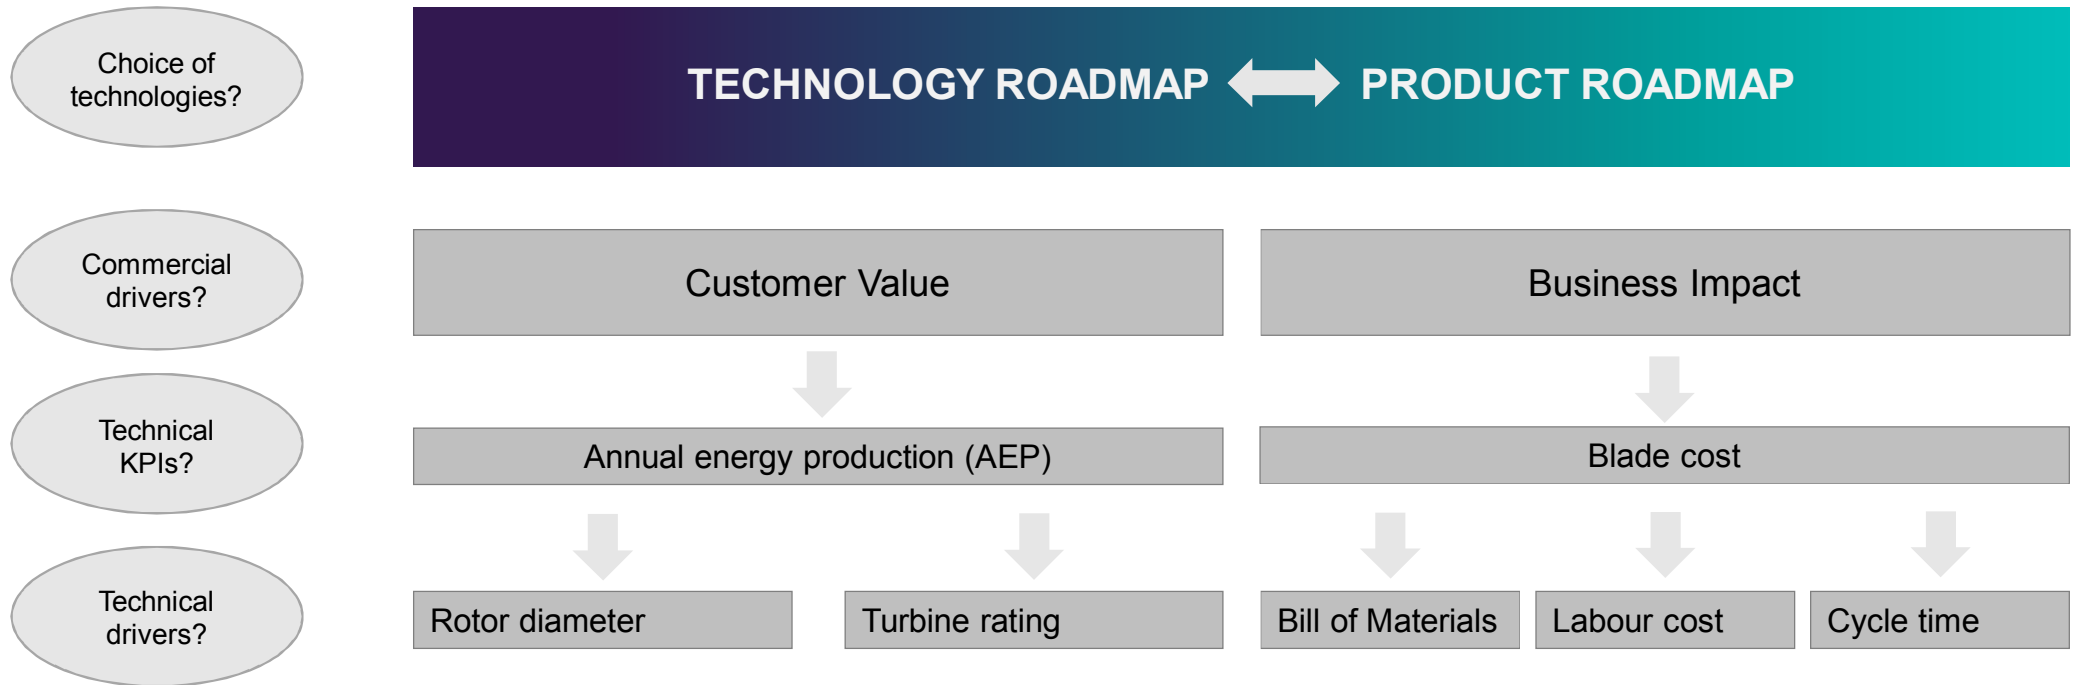 Choice of
technologies?
TECHNOLOGY ROADMAP PRODUCT ROADMAP
Commercial
drivers?
Customer Value
Business Impact
Technical
KPIs?
Annual energy production (AEP)
Blade cost
Technical
drivers?
Rotor diameter
Turbine rating
Bill of Materials
Labour cost
Cycle time